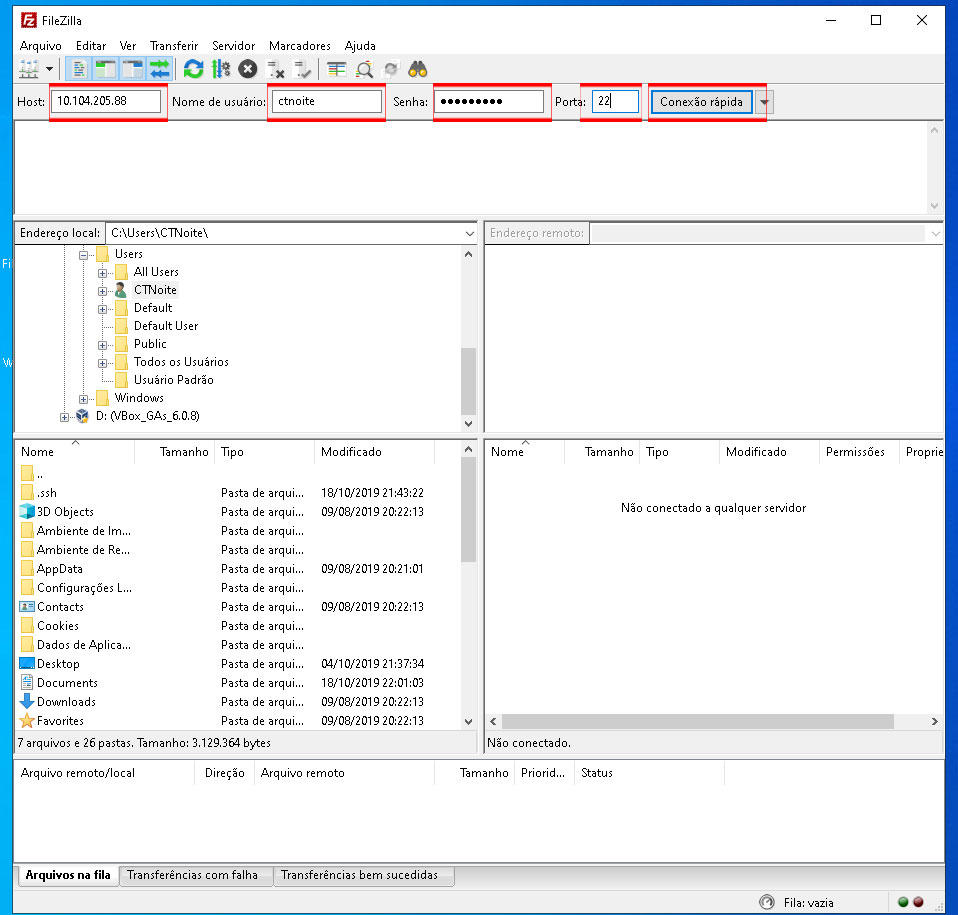 FileZilla
Arquivo Editar Ver Transferir Servidor Marcadores Ajuda
Host: 10.104.205.88 Nome de usuário: ctnoite Senha: ●●●●●●●●● Porta: 22 Conexão rápida
Endereço local: C:\Users\CTNoite\
Endereço remoto:
Users
All Users
CTNoite
Default
Default User
Public
Todos os Usuários
Usuário Padrão
Windows
D: (VBox_GAs_6.0.8)
Nome Tamanho Tipo Modificado
..
.ssh Pasta de arqui... 18/10/2019 21:43:22
3D Objects Pasta de arqui... 09/08/2019 20:22:13
Ambiente de Im... Pasta de arqui...
Ambiente de Re... Pasta de arqui...
AppData Pasta de arqui... 09/08/2019 20:21:01
Configurações L... Pasta de arqui...
Contacts Pasta de arqui... 09/08/2019 20:22:13
Cookies Pasta de arqui...
Dados de Aplica... Pasta de arqui...
Desktop Pasta de arqui... 04/10/2019 21:37:34
Documents Pasta de arqui... 18/10/2019 22:01:03
Downloads Pasta de arqui... 09/08/2019 20:22:13
Favorites Pasta de arqui... 09/08/2019 20:22:13
7 arquivos e 26 pastas. Tamanho: 3.129.364 bytes
Nome Tamanho Tipo Modificado Permissões Proprie
Não conectado a qualquer servidor
Não conectado.
Arquivo remoto/local Direção Arquivo remoto Tamanho Priorid... Status
Arquivos na fila Transferências com falha Transferências bem sucedidas
Fila: vazia